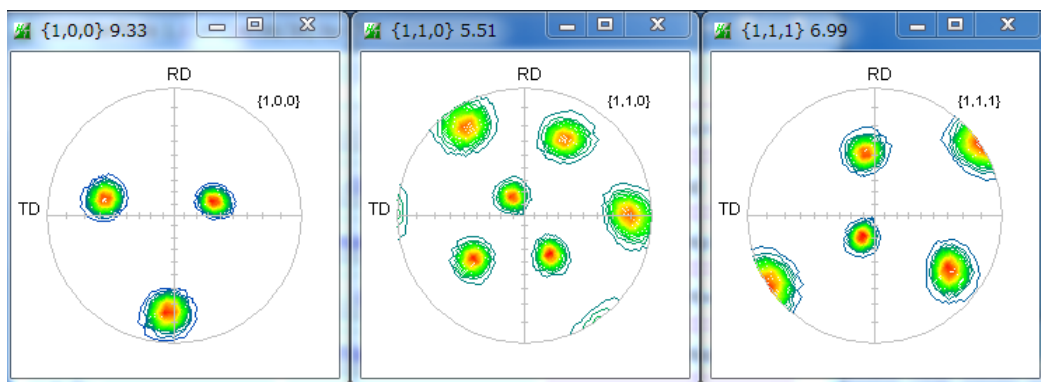 {1,0,0} 9.33
RD
{1,0,0}
TD
{1,1,0} 5.51
RD
{1,1,0}
TD
{1,1,1} 6.99
RD
{1,1,1}
TD